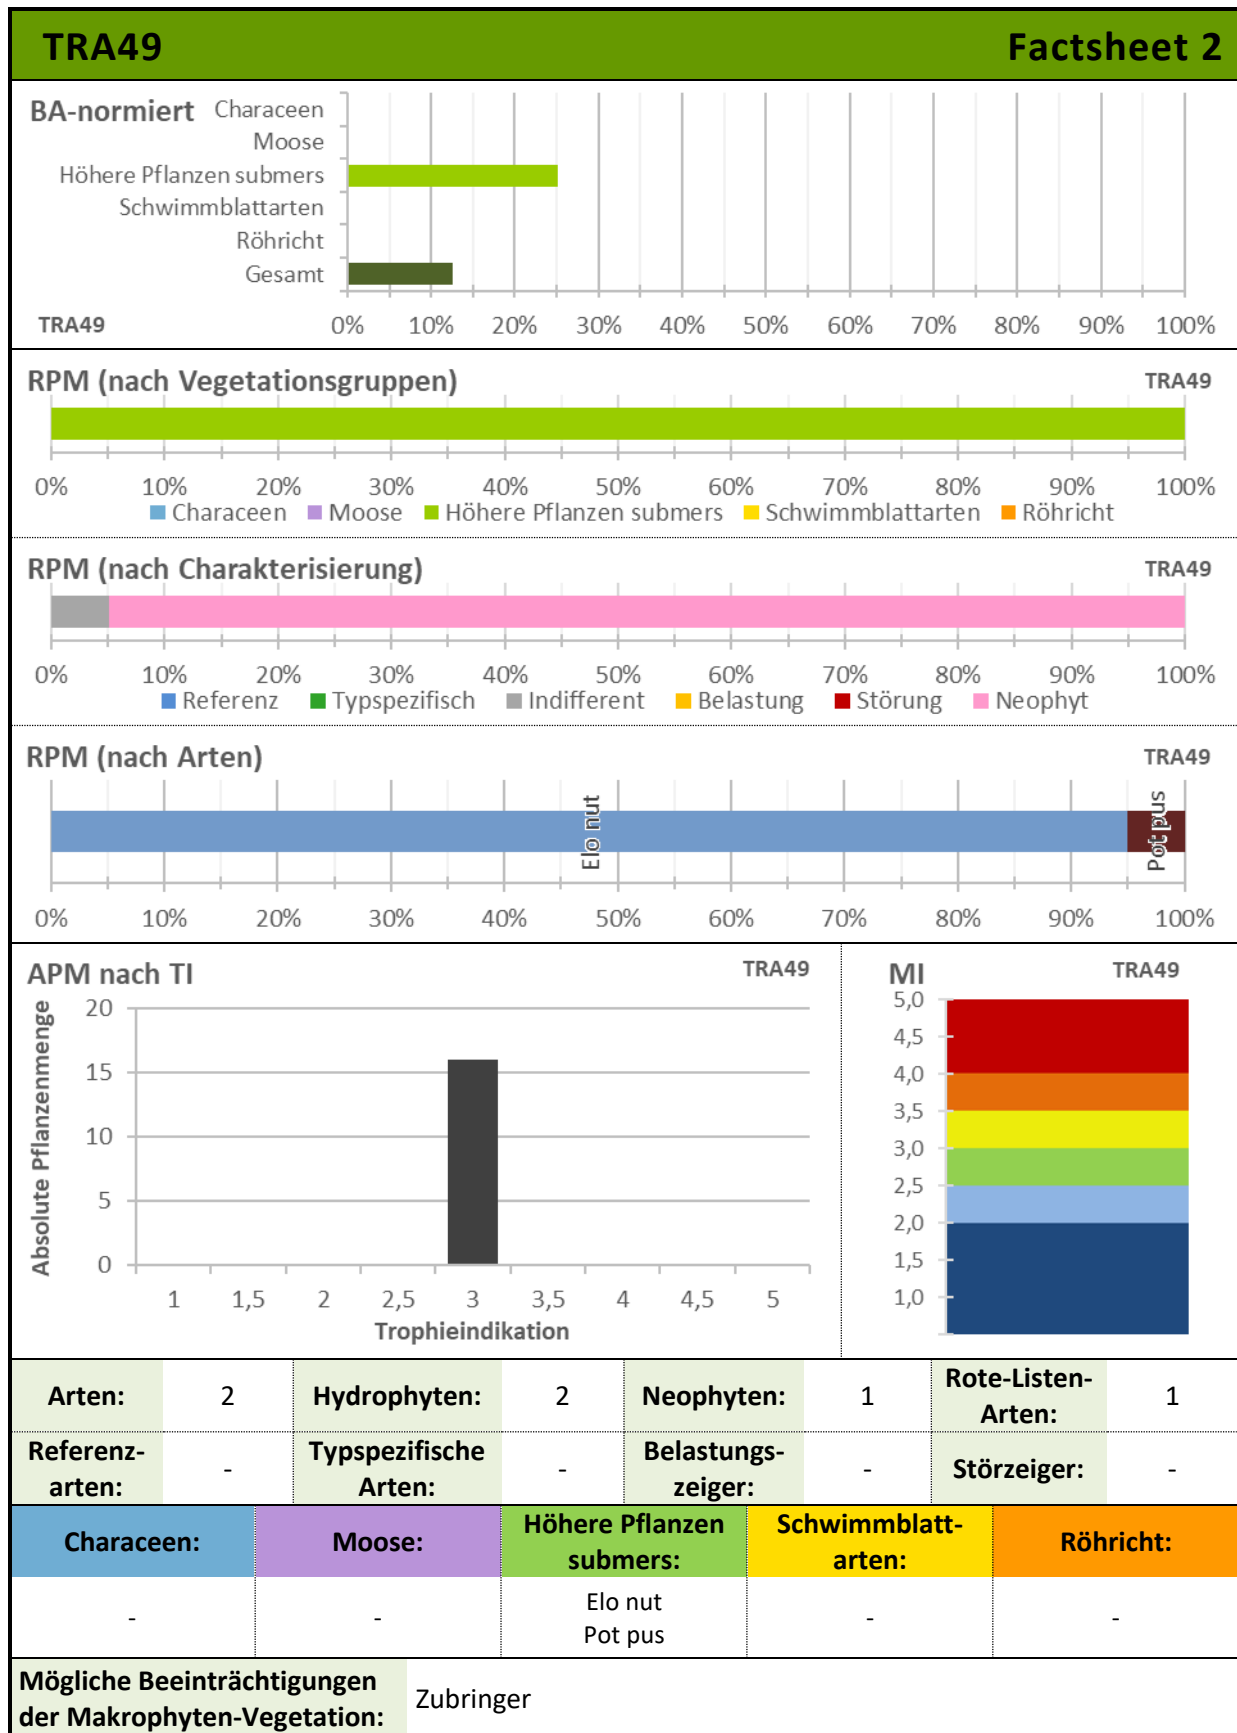 TRA49 Factsheet 2
BA-normiert
Characeen
Moose
Höhere Pflanzen submers
Schwimmblattarten
Röhricht
Gesamt
TRA49
0% 10% 20% 30% 40% 50% 60% 70% 80% 90% 100%
RPM (nach Vegetationsgruppen) TRA49
0% 10% 20% 30% 40% 50% 60% 70% 80% 90% 100%
Characeen Moose Höhere Pflanzen submers Schwimmblattarten Röhricht
RPM (nach Charakterisierung) TRA49
0% 10% 20% 30% 40% 50% 60% 70% 80% 90% 100%
Referenz Typspezifisch Indifferent Belastung Störung Neophyt
RPM (nach Arten) TRA49
Elo nut
Pot pus
0% 10% 20% 30% 40% 50% 60% 70% 80% 90% 100%
APM nach TI TRA49
Absolute Pflanzenmenge
20
15
10
5
0
1 1,5 2 2,5 3 3,5 4 4,5 5
Trophieindikation
MI TRA49
5,0
4,5
4,0
3,5
3,0
2,5
2,0
1,5
1,0
Arten: 2 Hydrophyten: 2 Neophyten: 1 Rote-Listen-
Arten: 1
Referenz-
arten: - Typspezifische
Arten: - Belastungs-
zeiger: - Störzeiger: -
Characeen: Moose: Höhere Pflanzen
submers: Schwimmblatt-
arten: Röhricht:
- - Elo nut
Pot pus - -
Mögliche Beeinträchtigungen
der Makrophyten-Vegetation: Zubringer